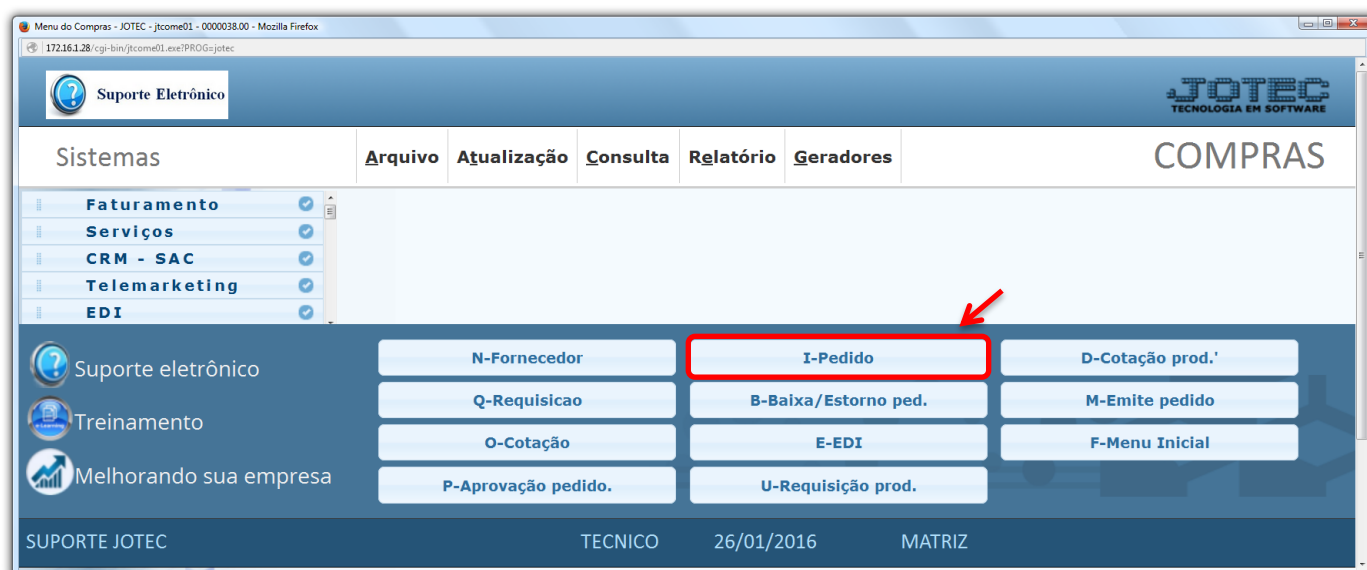 Menu do Compras - JOTEC - jtcome01 - 0000038.00 - Mozilla Firefox
172.16.1.28/cgi-bin/jtcome01.exe?PROG=jotec
Suporte Eletrônico
JOTEC
TECNOLOGIA EM SOFTWARE
Sistemas
Arquivo Atualização Consulta Relatório Geradores
COMPRAS
Faturamento
Serviços
CRM - SAC
Telemarketing
EDI
Suporte eletrônico
e-Learning
Treinamento
Melhorando sua empresa
N-Fornecedor I-Pedido D-Cotação prod.'
Q-Requisicao B-Baixa/Estorno ped. M-Emite pedido
O-Cotação E-EDI F-Menu Inicial
P-Aprovação pedido. U-Requisição prod.
SUPORTE JOTEC TECNICO 26/01/2016 MATRIZ